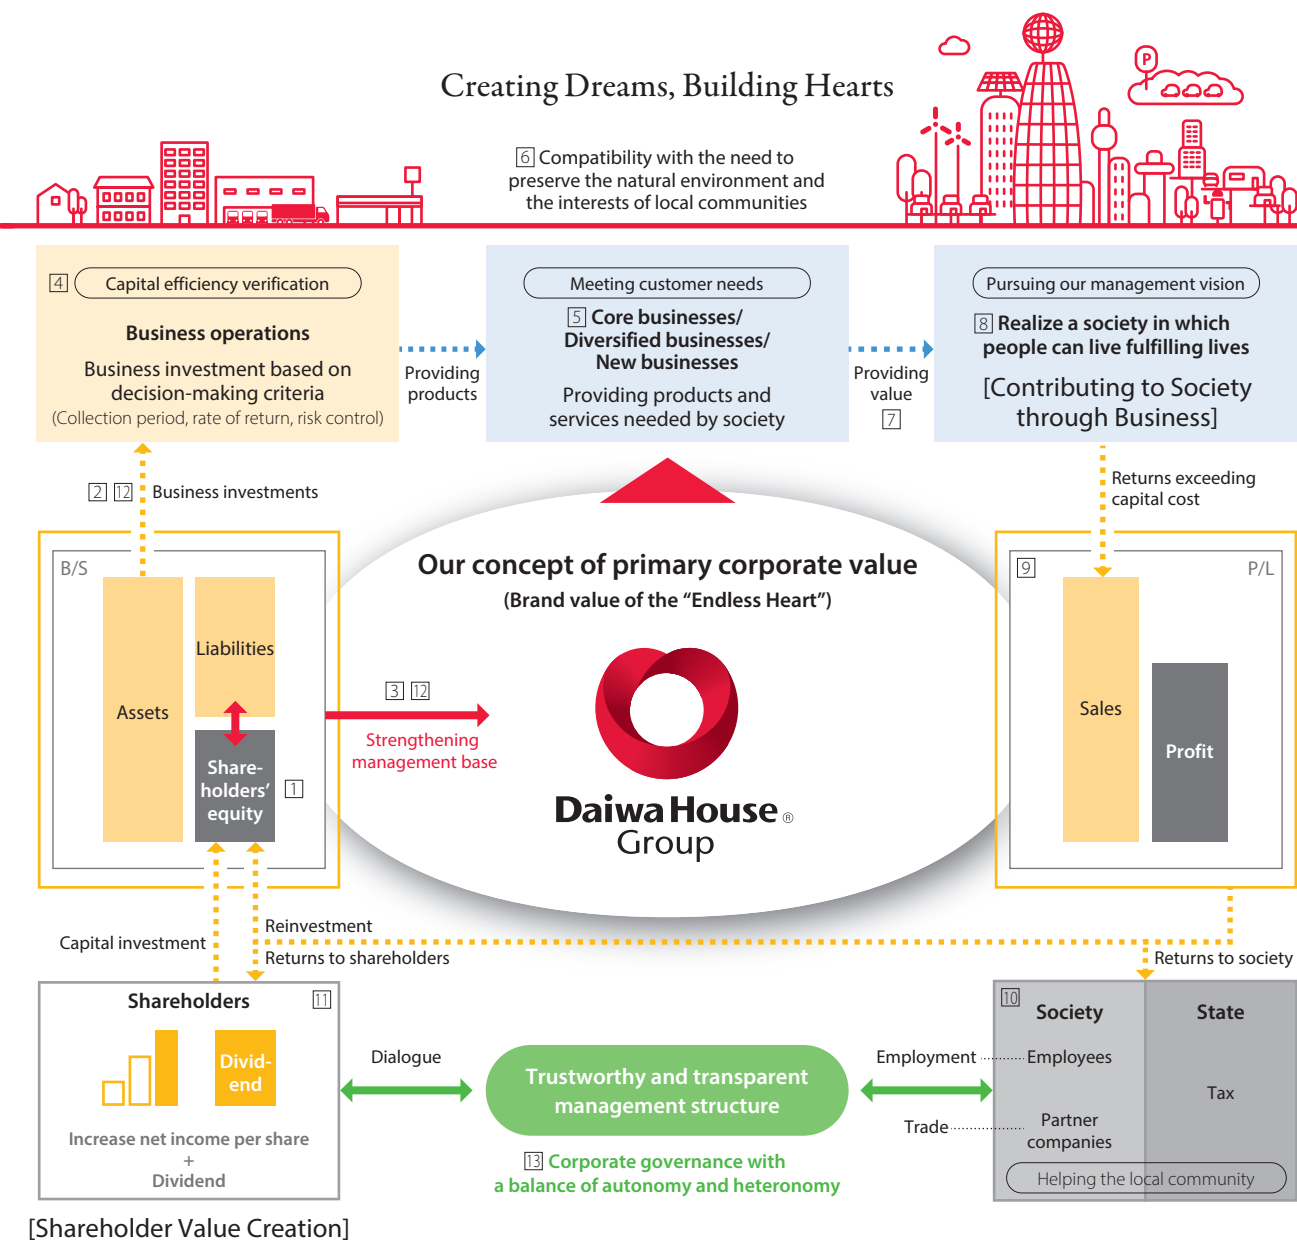 Creating Dreams, Building Hearts
P
6 Compatibility with the need to
preserve the natural environment and
the interests of local communities
4 Capital efficiency verification
Business operations
Business investment based on
decision-making criteria
(Collection period, rate of return, risk control)
Providing
products
Meeting customer needs
5 Core businesses/
Diversified businesses/
New businesses
Providing products and
services needed by society
Providing
value
7
Pursuing our management vision
8 Realize a society in which
people can live fulfilling lives
[Contributing to Society
through Business]
2 12 Business investments
Returns exceeding
capital cost
B/S
Assets
Liabilities
Share-
holders'
equity
1
3 12
Strengthening
management base
Our concept of primary corporate value
(Brand value of the “Endless Heart”)
Daiwa House ®
Group
9
P/L
Sales
Profit
Capital investment
Reinvestment
Returns to shareholders
Returns to society
Shareholders
11
Divid-
end
Increase net income per share
+
Dividend
[Shareholder Value Creation]
Dialogue
Trustworthy and transparent
management structure
13 Corporate governance with
a balance of autonomy and heteronomy
Employment
Trade
10
Society
Employees
Partner
companies
State
Tax
Helping the local community